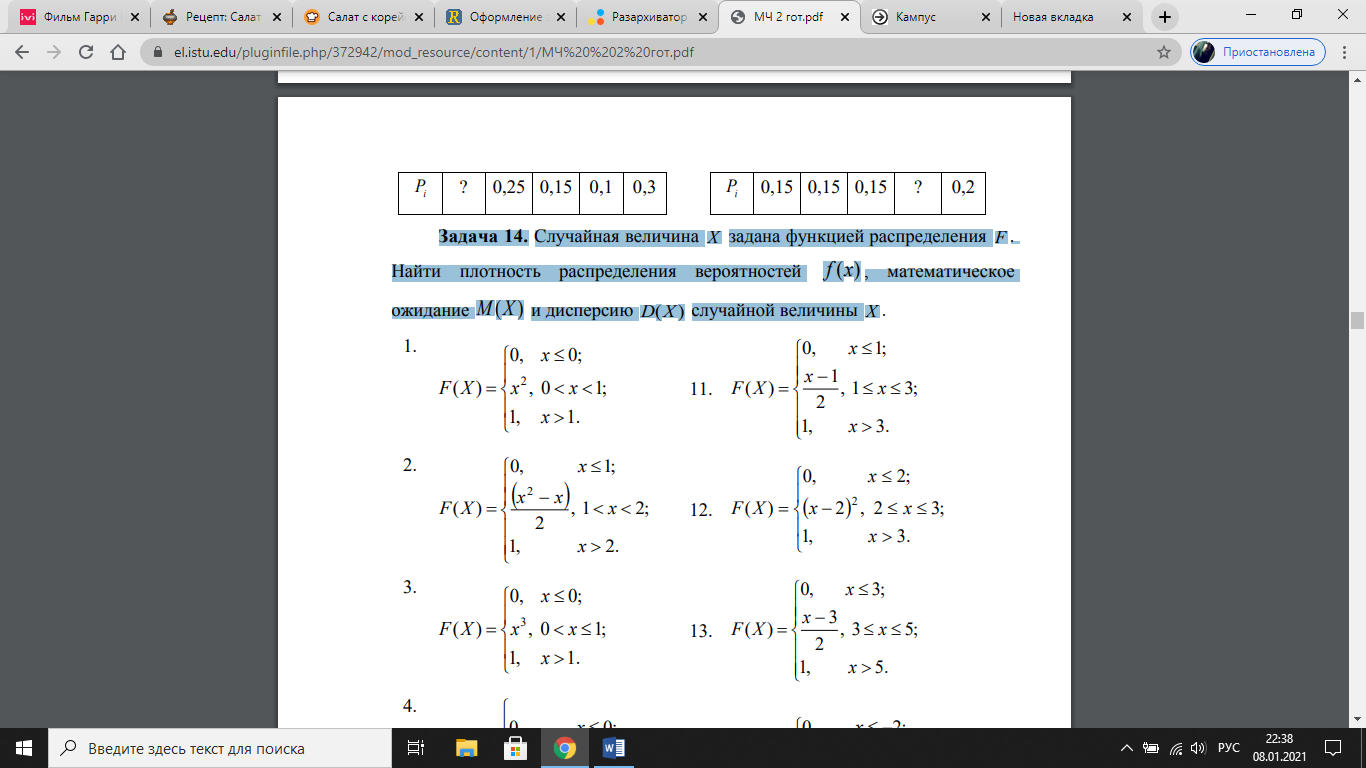 Фильм Гарри
Рецепт: Салат
Салат с корей
Оформление
Разархиватор
МЧ 2 гот.pdf
Кампус
Новая вкладка
el.istu.edu/pluginfile.php/372942/mod_resource/content/1/МЧ%20%202%20гот.pdf
Приостановлена
P_i ? 0,25 0,15 0,1 0,3
P_i 0,15 0,15 0,15 ? 0,2
Задача 14. Случайная величина X задана функцией распределения F.
Найти плотность распределения вероятностей f(x), математическое
ожидание M(X) и дисперсию D(X) случайной величины X.
1. F(X) = {0, x ≤ 0; x², 0 < x < 1; 1, x > 1.
11. F(X) = {0, x ≤ 1; (x − 1)/2, 1 ≤ x ≤ 3; 1, x > 3.
2. F(X) = {0, x ≤ 1; (x² − x)/2, 1 < x < 2; 1, x > 2.
12. F(X) = {0, x ≤ 2; (x − 2)², 2 ≤ x ≤ 3; 1, x > 3.
3. F(X) = {0, x ≤ 0; x³, 0 < x ≤ 1; 1, x > 1.
13. F(X) = {0, x ≤ 3; (x − 3)/2, 3 ≤ x ≤ 5; 1, x > 5.
4.
0, x ≤ 0;
0, x ≤ −2;
Введите здесь текст для поиска
РУС
22:38
08.01.2021